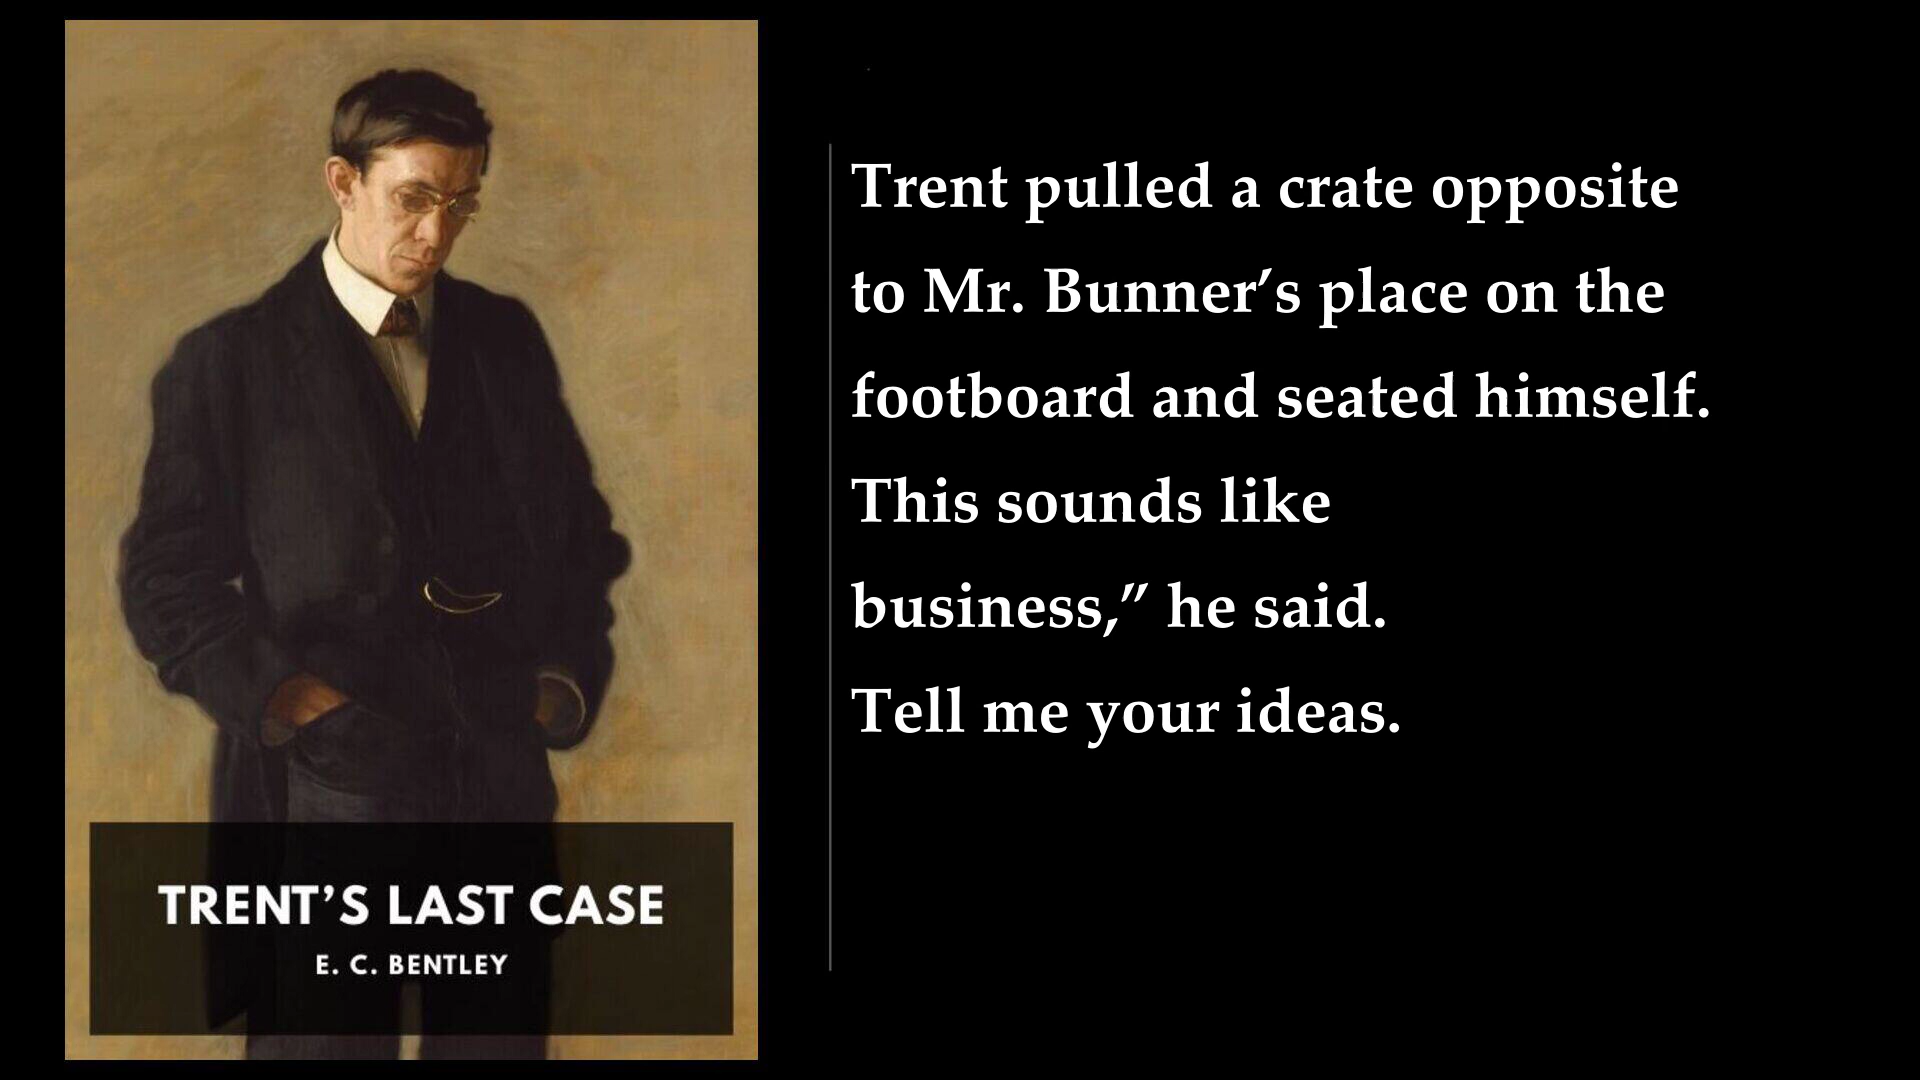 Trent pulled a crate opposite
to Mr. Bunner’s place on the
footboard and seated himself.
This sounds like
business,” he said.
Tell me your ideas.
TRENT’S LAST CASE
E. C. BENTLEY